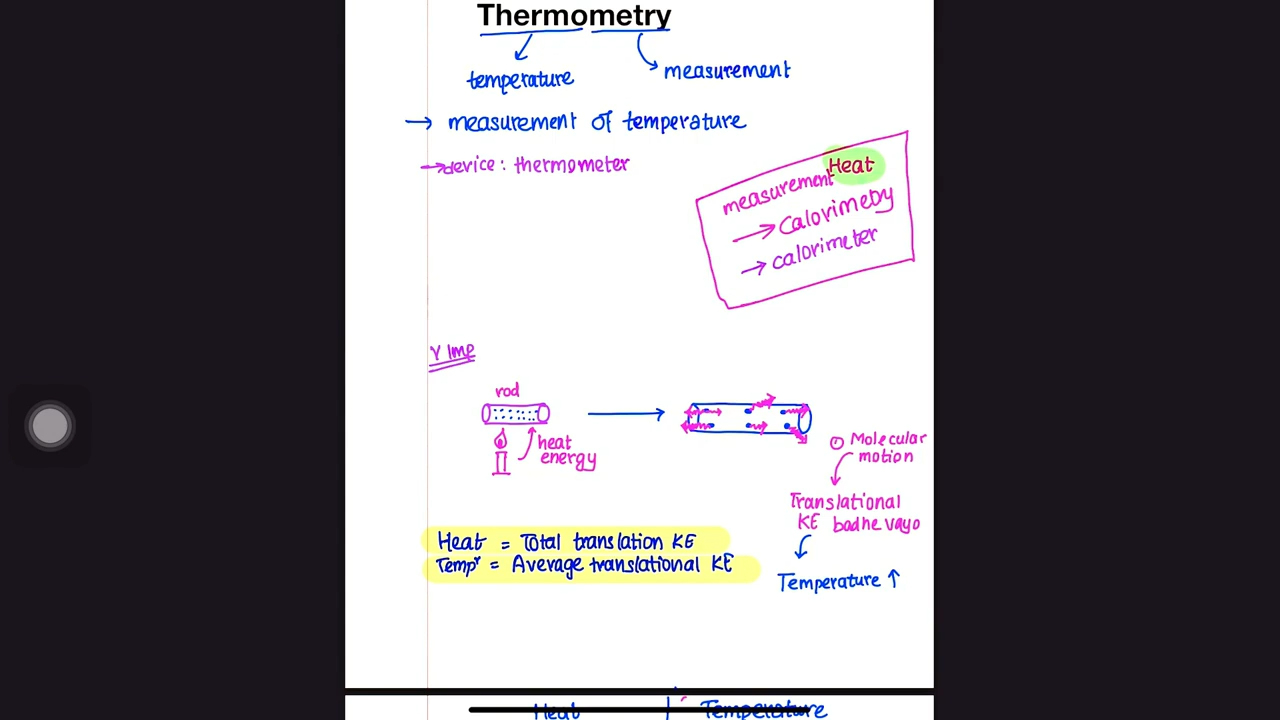 Thermometry
temperature
measurement
→ measurement of temperature
→ device : thermometer
measurement Heat
→ Calorimetry
→ calorimeter
V Imp
rod
heat
energy
① Molecular
motion
Translational
KE badhe vayo
Temperature ↑
Heat = Total translation KE
Tempr = Average translational KE
Heat
Temperature